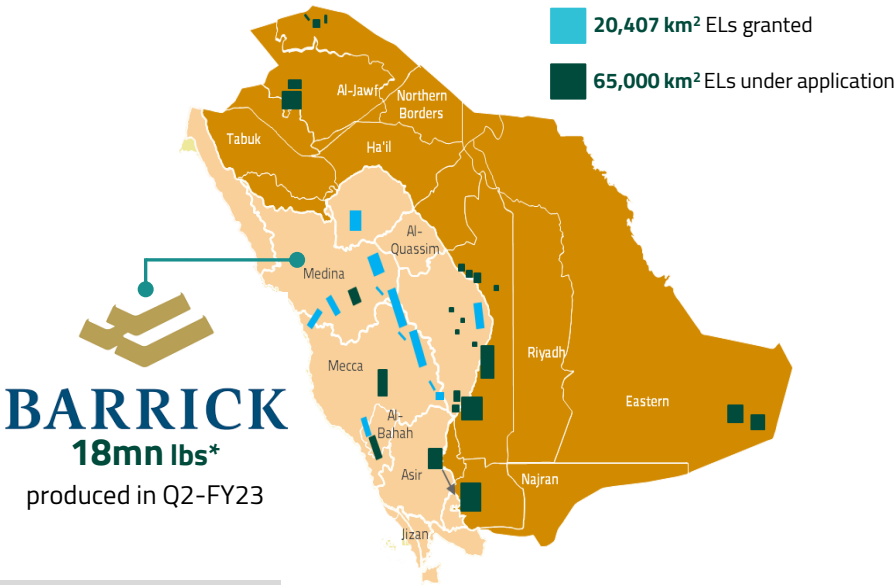 20,407 km² ELs granted
65,000 km² ELs under application
Al-Jawf
Northern
Borders
Tabuk
Ha'il
Al-
Quassim
Medina
Mecca
Riyadh
Eastern
Al-
Bahah
Asir
Najran
Jizan
BARRICK
18mn lbs*
produced in Q2-FY23